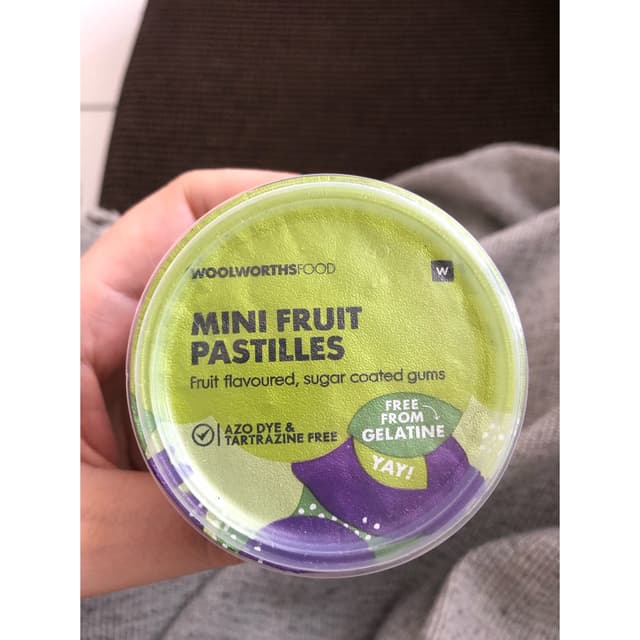 WOOLWORTHSFOOD
W
MINI FRUIT
PASTILLES
Fruit flavoured, sugar coated gums
AZO DYE &
TARTRAZINE FREE
FREE
FROM
GELATINE
YAY!